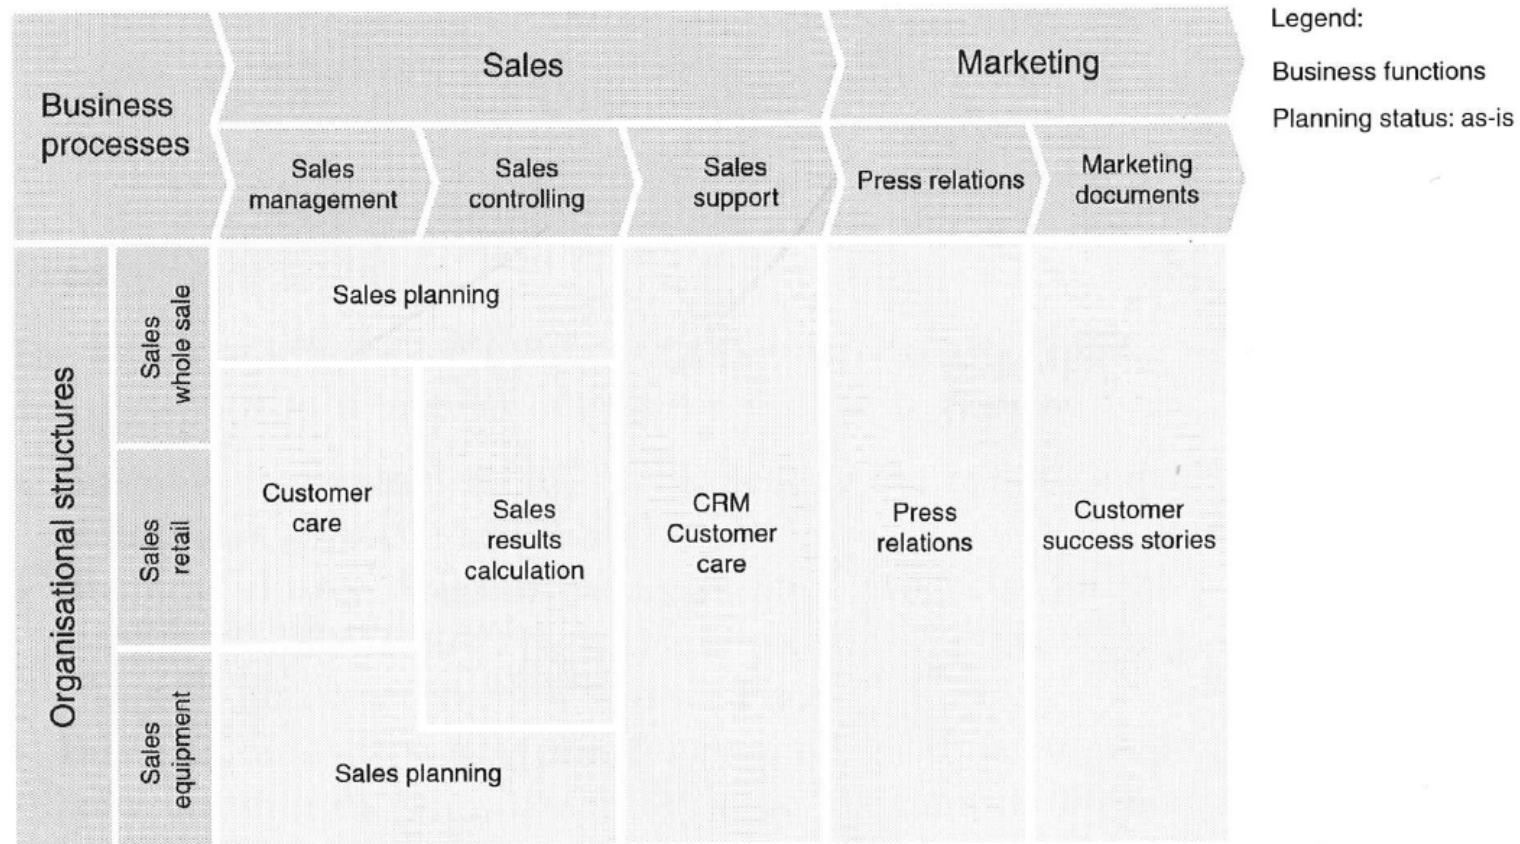 Legend:
Business functions
Planning status: as-is
Business
processes
Sales
Marketing
Sales
management
Sales
controlling
Sales
support
Press relations
Marketing
documents
Organisational structures
Sales
whole sale
Sales
retail
Sales
equipment
Sales planning
Customer
care
Sales
results
calculation
CRM
Customer
care
Press
relations
Customer
success stories
Sales planning